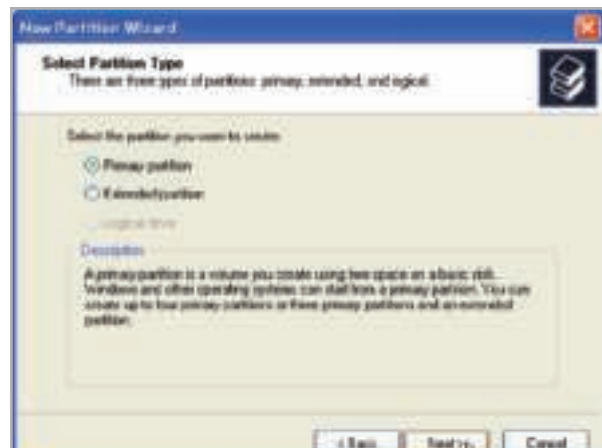 New Partition Wizard
Select Partition Type
There are three types of partitions: primary, extended, and logical.
Select the partition you want to create:
Primary partition
Extended partition
Logical drive
Description
A primary partition is a volume you create using free space on a basic disk.
Windows and other operating systems can start from a primary partition. You can
create up to four primary partitions or three primary partitions and an extended
partition.
< Back
Next >
Cancel